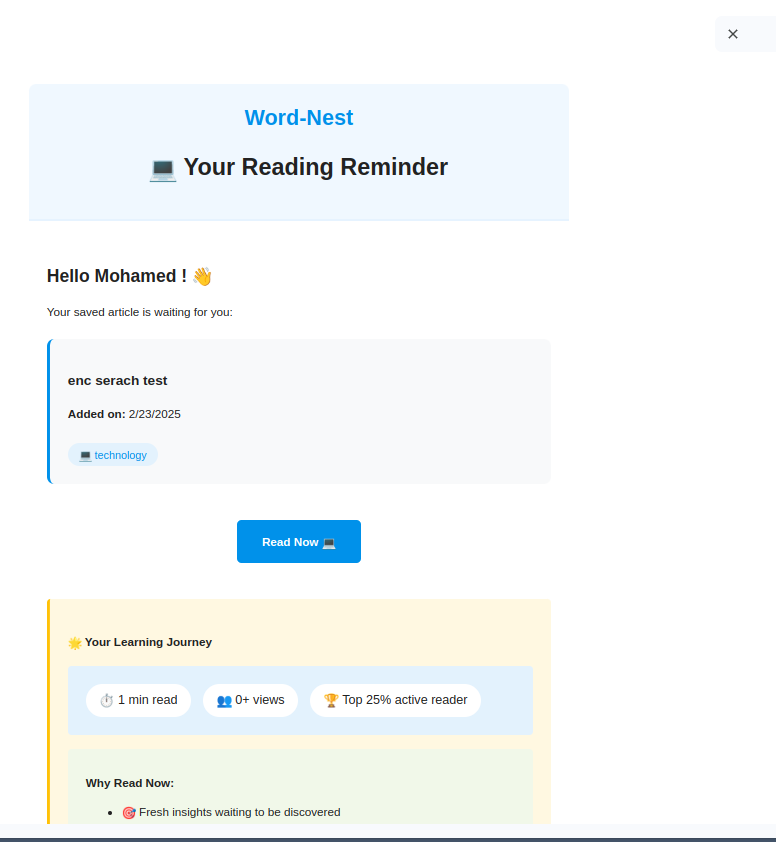 ✕
Word-Nest
💻 Your Reading Reminder
Hello Mohamed ! 👋
Your saved article is waiting for you:
enc serach test
Added on: 2/23/2025
💻 technology
Read Now 💻
🌟 Your Learning Journey
⏱️ 1 min read 👥 0+ views 🏆 Top 25% active reader
Why Read Now:
• 🎯 Fresh insights waiting to be discovered